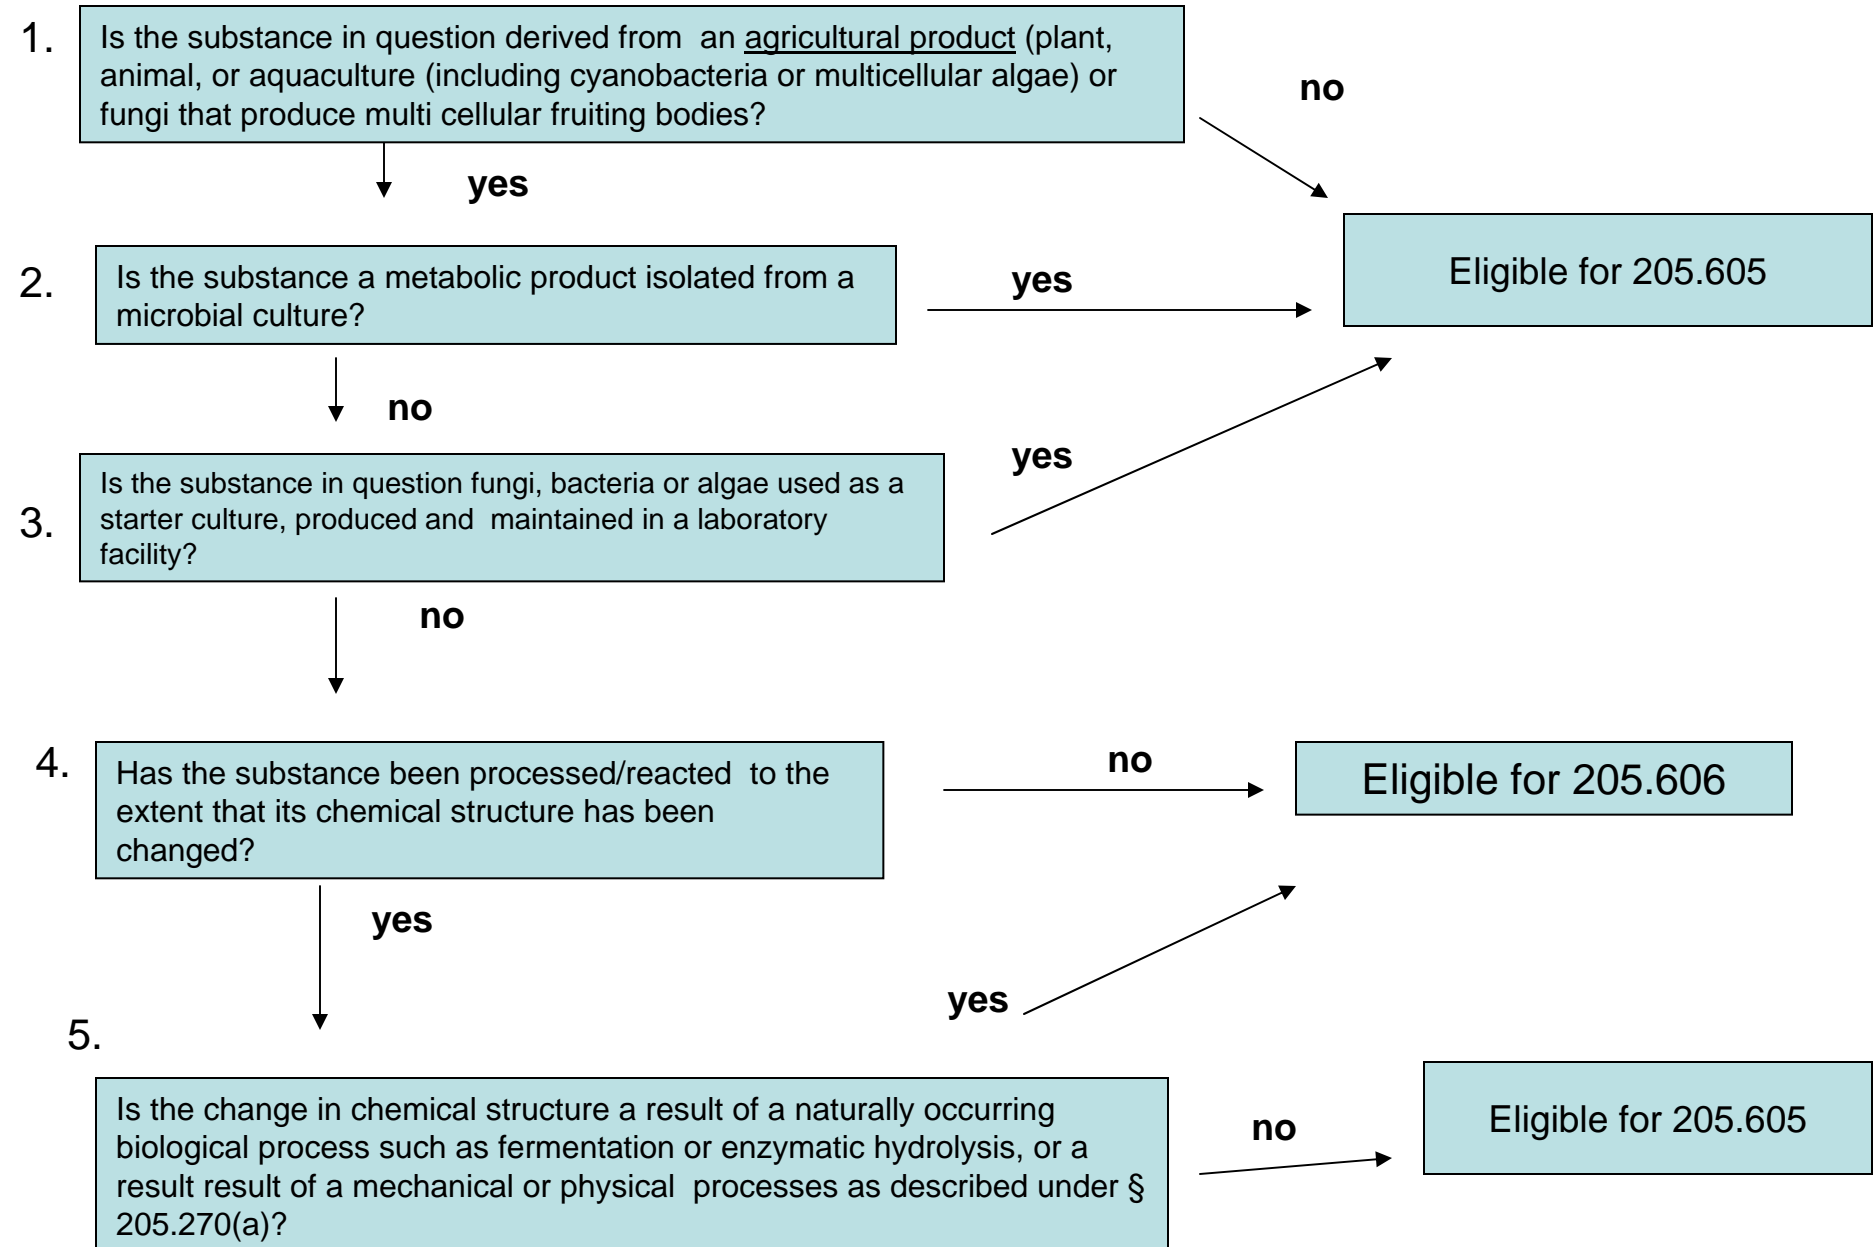 1.
Is the substance in question derived from an agricultural product (plant,
animal, or aquaculture (including cyanobacteria or multicellular algae) or
fungi that produce multi cellular fruiting bodies?
no
yes
2.
Is the substance a metabolic product isolated from a
microbial culture?
yes
Eligible for 205.605
no
3.
Is the substance in question fungi, bacteria or algae used as a
starter culture, produced and maintained in a laboratory
facility?
yes
no
4.
Has the substance been processed/reacted to the
extent that its chemical structure has been
changed?
no
Eligible for 205.606
yes
yes
5.
Is the change in chemical structure a result of a naturally occurring
biological process such as fermentation or enzymatic hydrolysis, or a
result result of a mechanical or physical processes as described under §
205.270(a)?
no
Eligible for 205.605